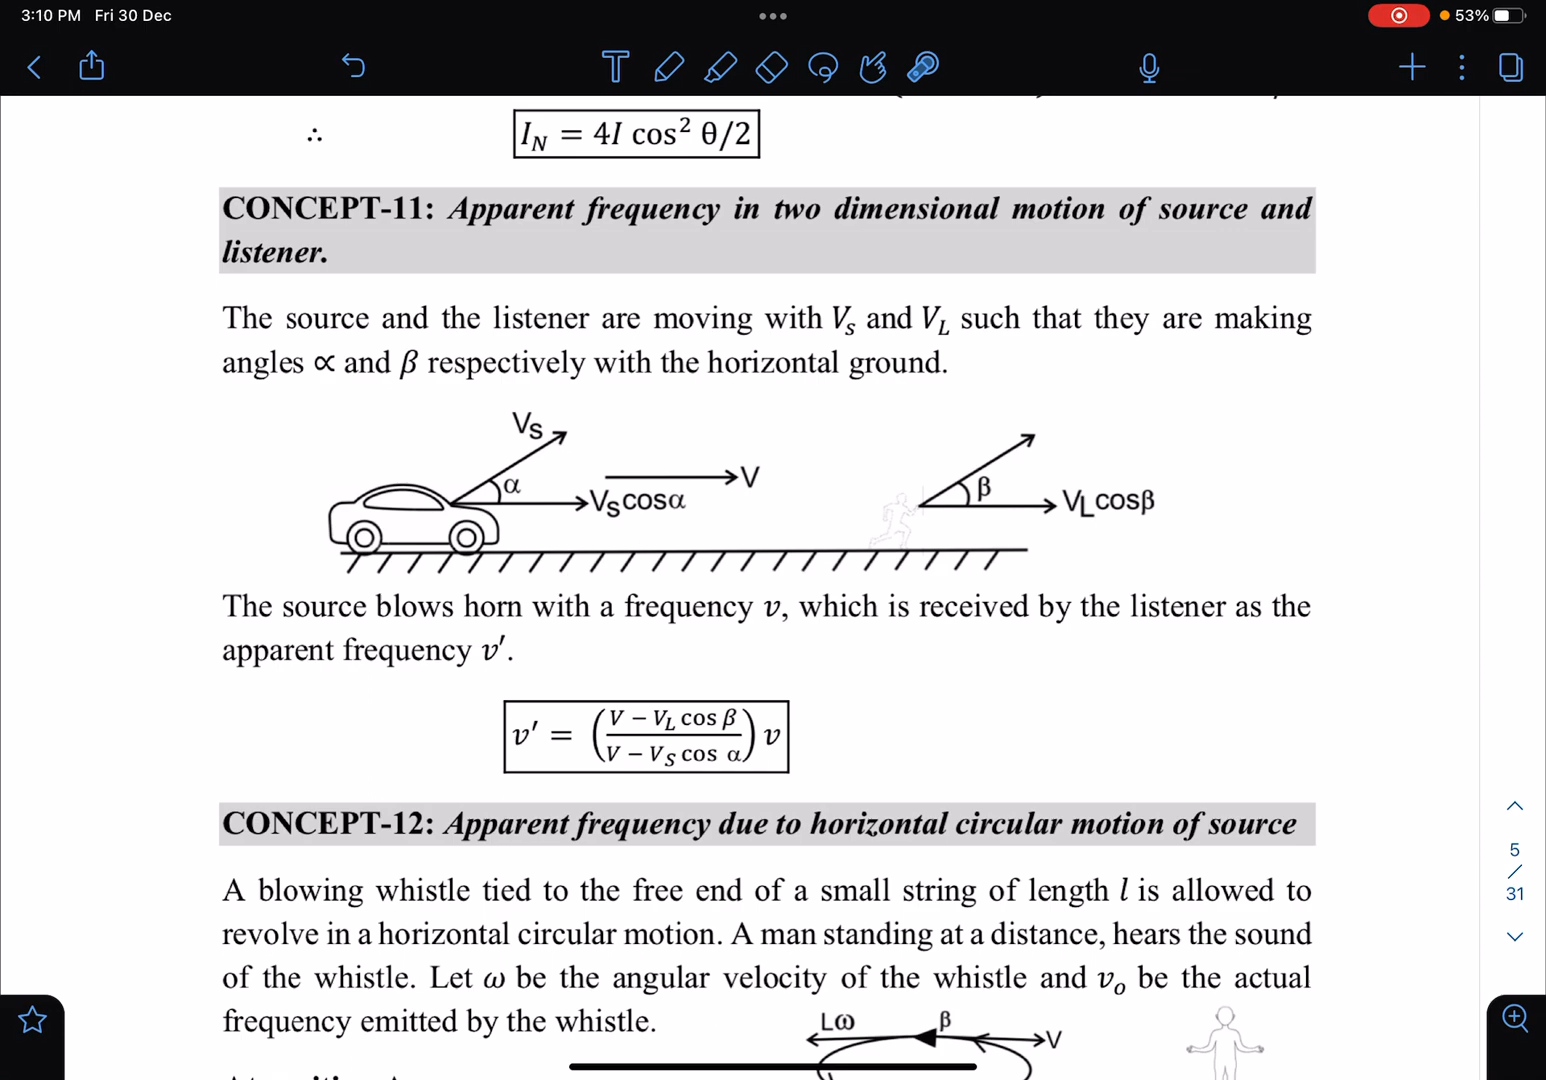 3:10 PM Fri 30 Dec
53%
∴ I_N = 4I cos² θ/2
CONCEPT-11: Apparent frequency in two dimensional motion of source and
listener.
The source and the listener are moving with V_s and V_L such that they are making
angles ∝ and β respectively with the horizontal ground.
V_S
α
V
V_S cosα
β
V_L cosβ
The source blows horn with a frequency v, which is received by the listener as the
apparent frequency v′.
v′ = ((V − V_L cos β)/(V − V_S cos α)) v
CONCEPT-12: Apparent frequency due to horizontal circular motion of source
5
/
31
A blowing whistle tied to the free end of a small string of length l is allowed to
revolve in a horizontal circular motion. A man standing at a distance, hears the sound
of the whistle. Let ω be the angular velocity of the whistle and v_o be the actual
frequency emitted by the whistle.
Lω
β
V